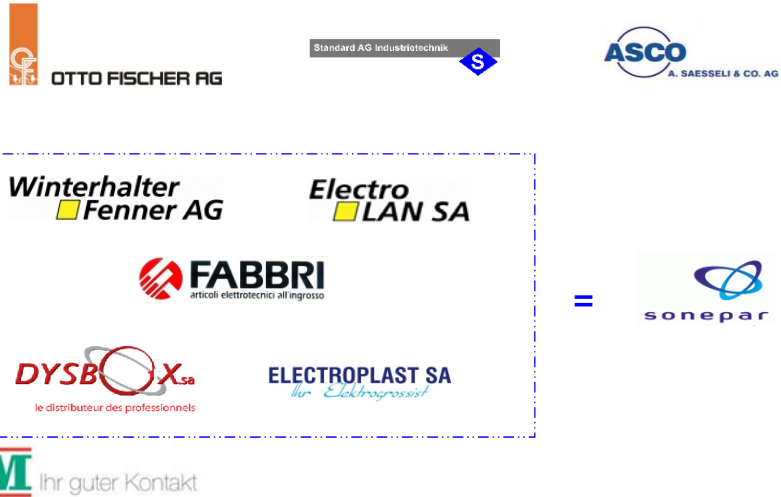 OTTO FISCHER AG
Standard AG Industrietechnik
S
ASCO
A. SAESSELI & CO. AG
Winterhalter
Fenner AG
Electro
LAN SA
FABBRI
articoli elettrotecnici all'ingrosso
=
sonepar
DYSBOX.sa
le distributeur des professionnels
ELECTROPLAST SA
Ihr Elektrogrossist
M Ihr guter Kontakt